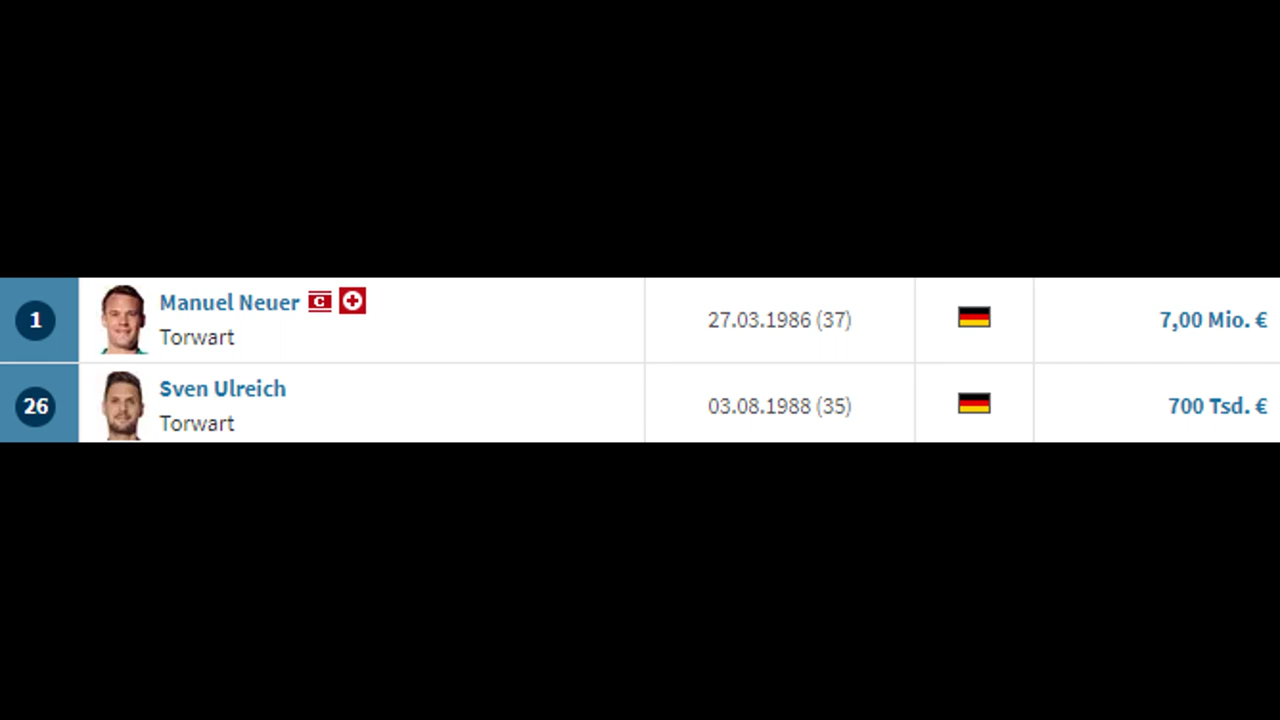 1
Manuel Neuer C
Torwart
27.03.1986 (37)
7,00 Mio. €
26
Sven Ulreich
Torwart
03.08.1988 (35)
700 Tsd. €